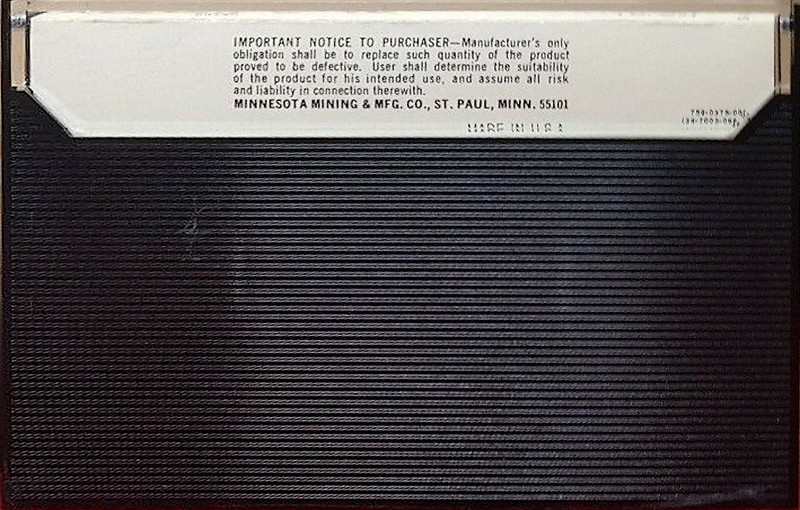 IMPORTANT NOTICE TO PURCHASER—Manufacturer's only
obligation shall be to replace such quantity of the product
proved to be defective. User shall determine the suitability
of the product for his intended use, and assume all risk
and liability in connection therewith.
MINNESOTA MINING & MFG. CO., ST. PAUL, MINN. 55101
MADE IN U.S.A.